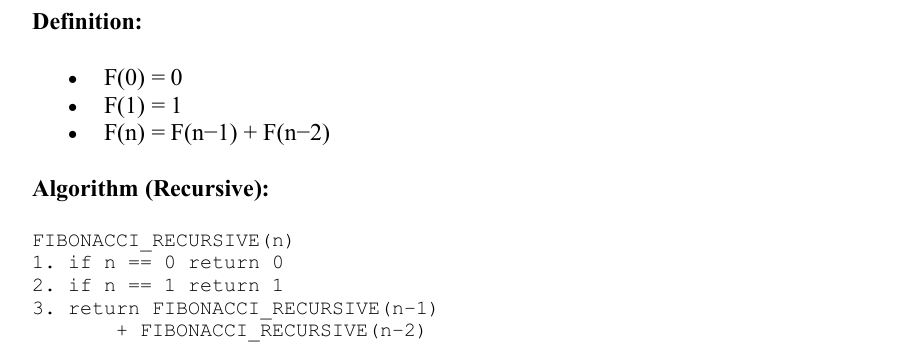 Definition:
• F(0) = 0
• F(1) = 1
• F(n) = F(n−1) + F(n−2)
Algorithm (Recursive):
FIBONACCI_RECURSIVE(n)
1. if n == 0 return 0
2. if n == 1 return 1
3. return FIBONACCI_RECURSIVE(n-1)
+ FIBONACCI_RECURSIVE(n-2)